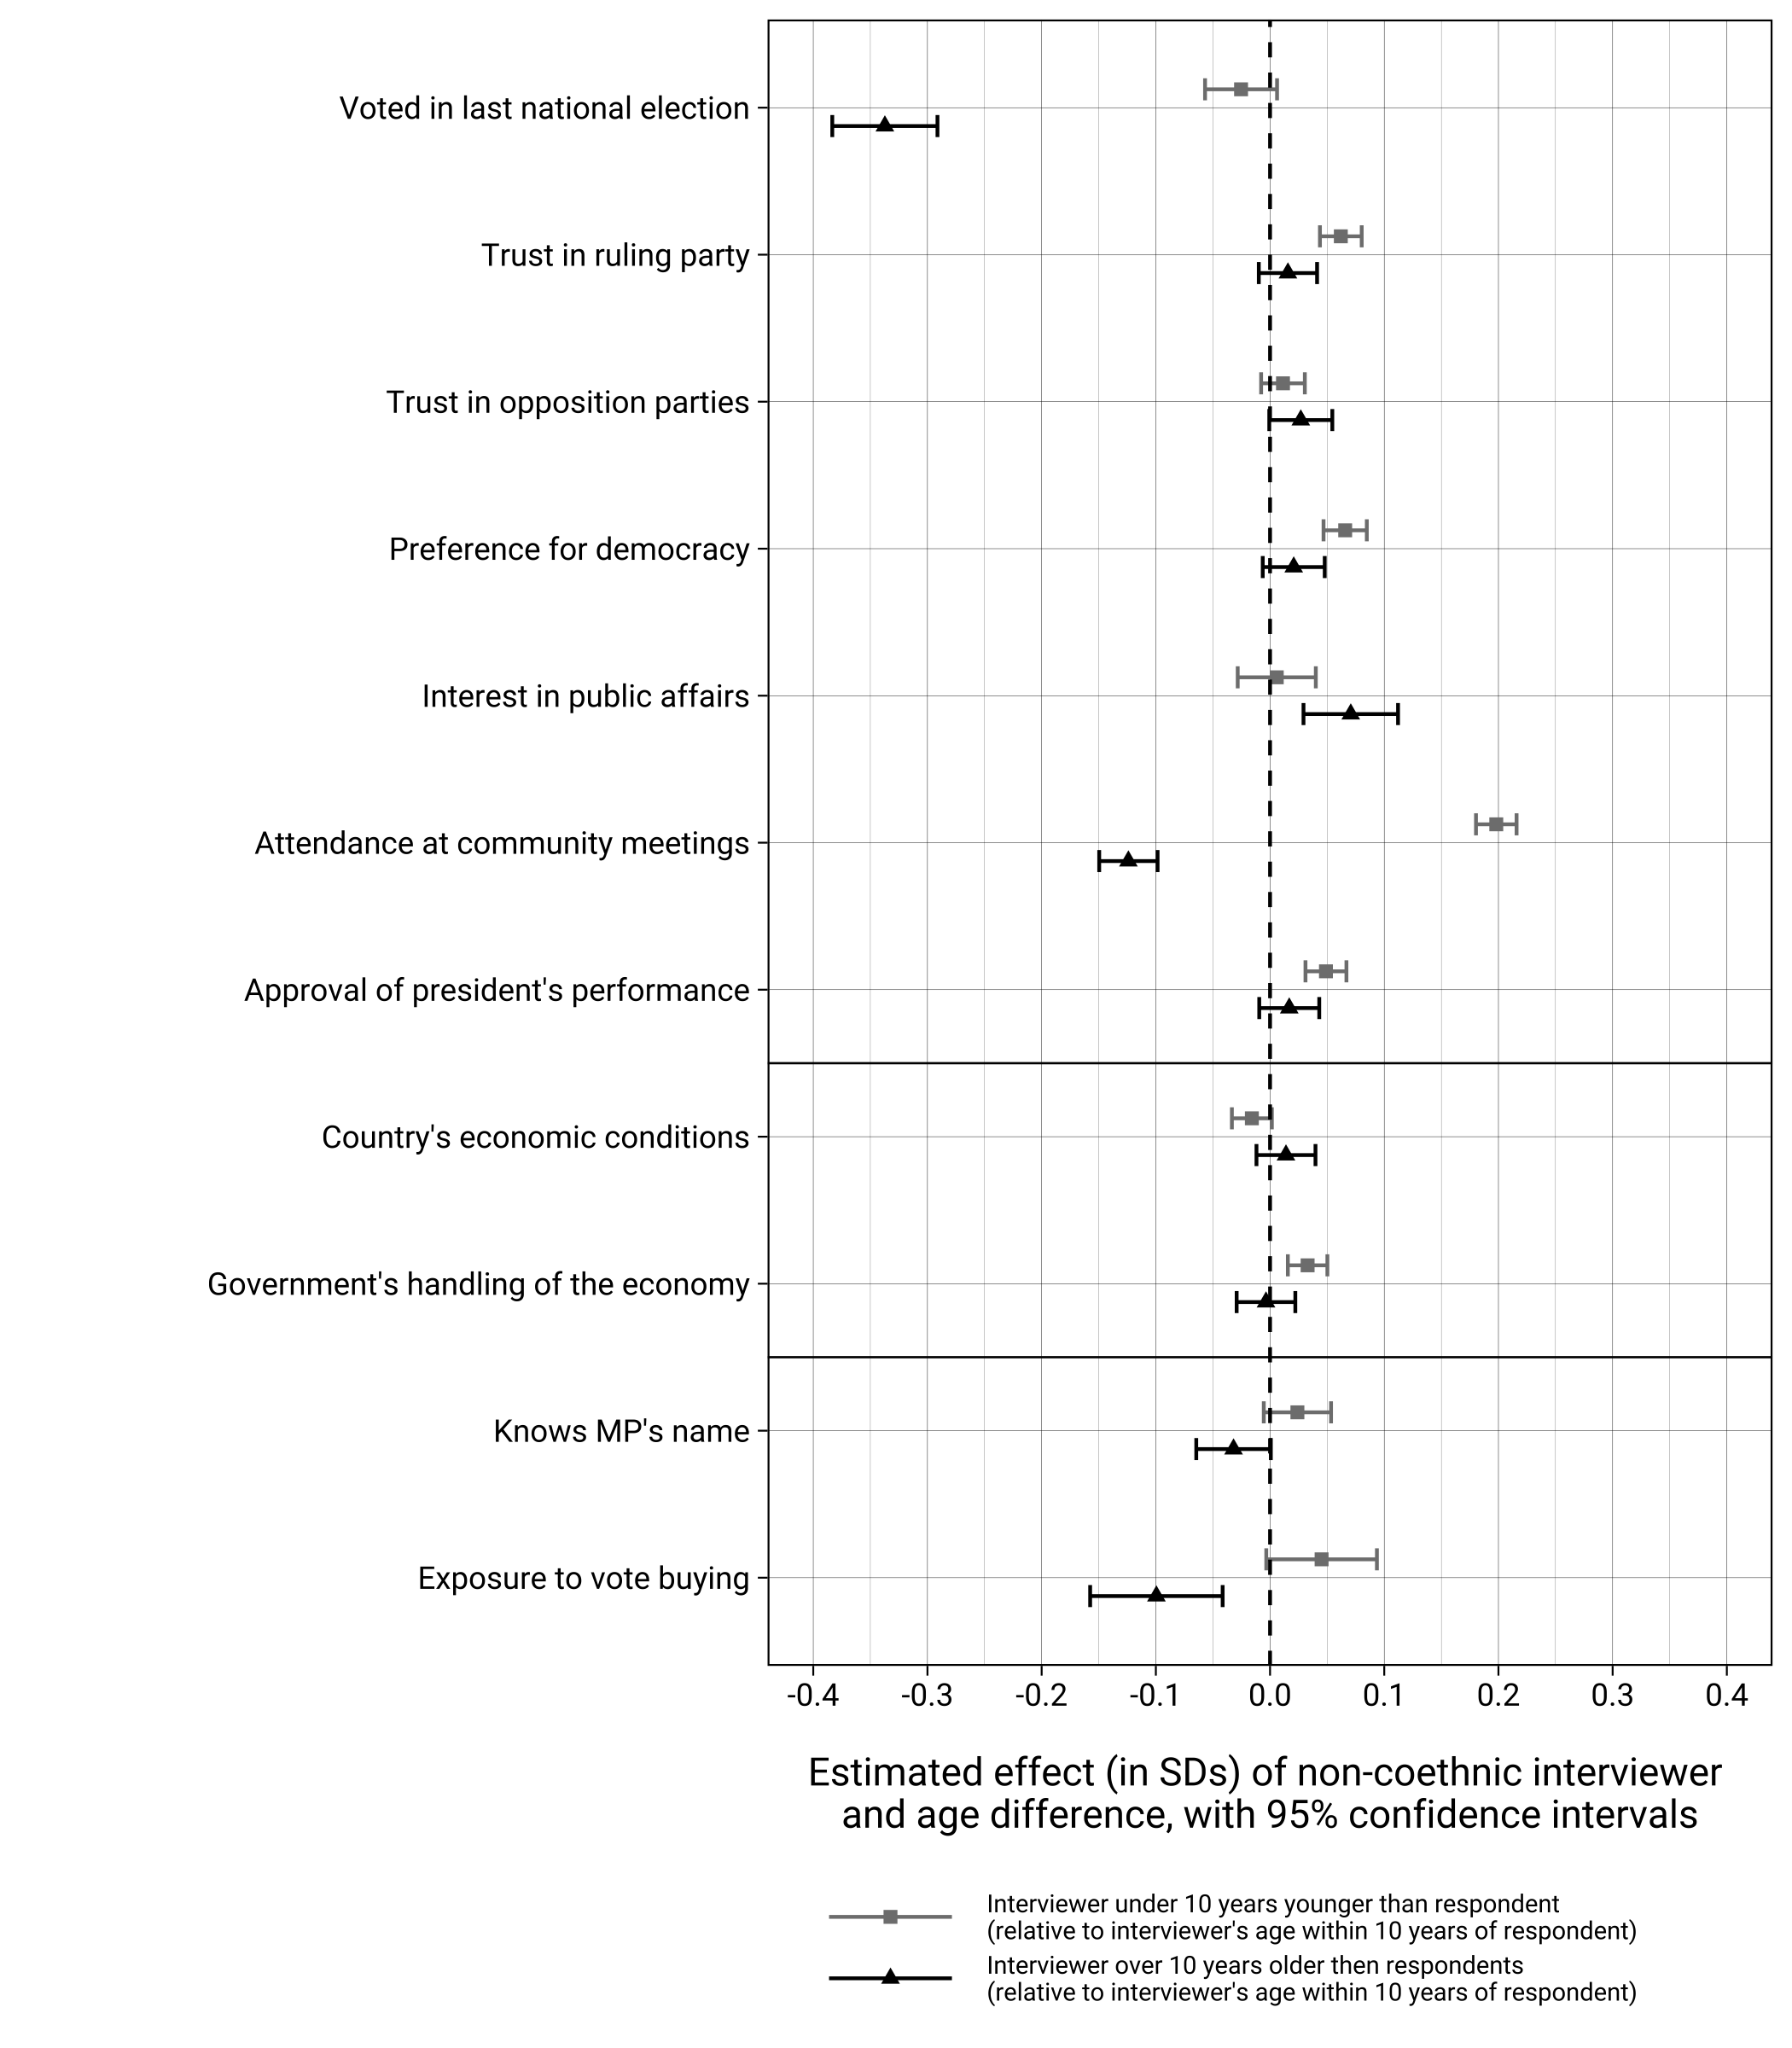 Voted in last national election
Trust in ruling party
Trust in opposition parties
Preference for democracy
Interest in public affairs
Attendance at community meetings
Approval of president's performance
Country's economic conditions
Government's handling of the economy
Knows MP's name
Exposure to vote buying
-0.4 -0.3 -0.2 -0.1 0.0 0.1 0.2 0.3 0.4
Estimated effect (in SDs) of non-coethnic interviewer
and age difference, with 95% confidence intervals
Interviewer under 10 years younger than respondent
(relative to interviewer's age within 10 years of respondent)
Interviewer over 10 years older then respondents
(relative to interviewer's age within 10 years of respondent)